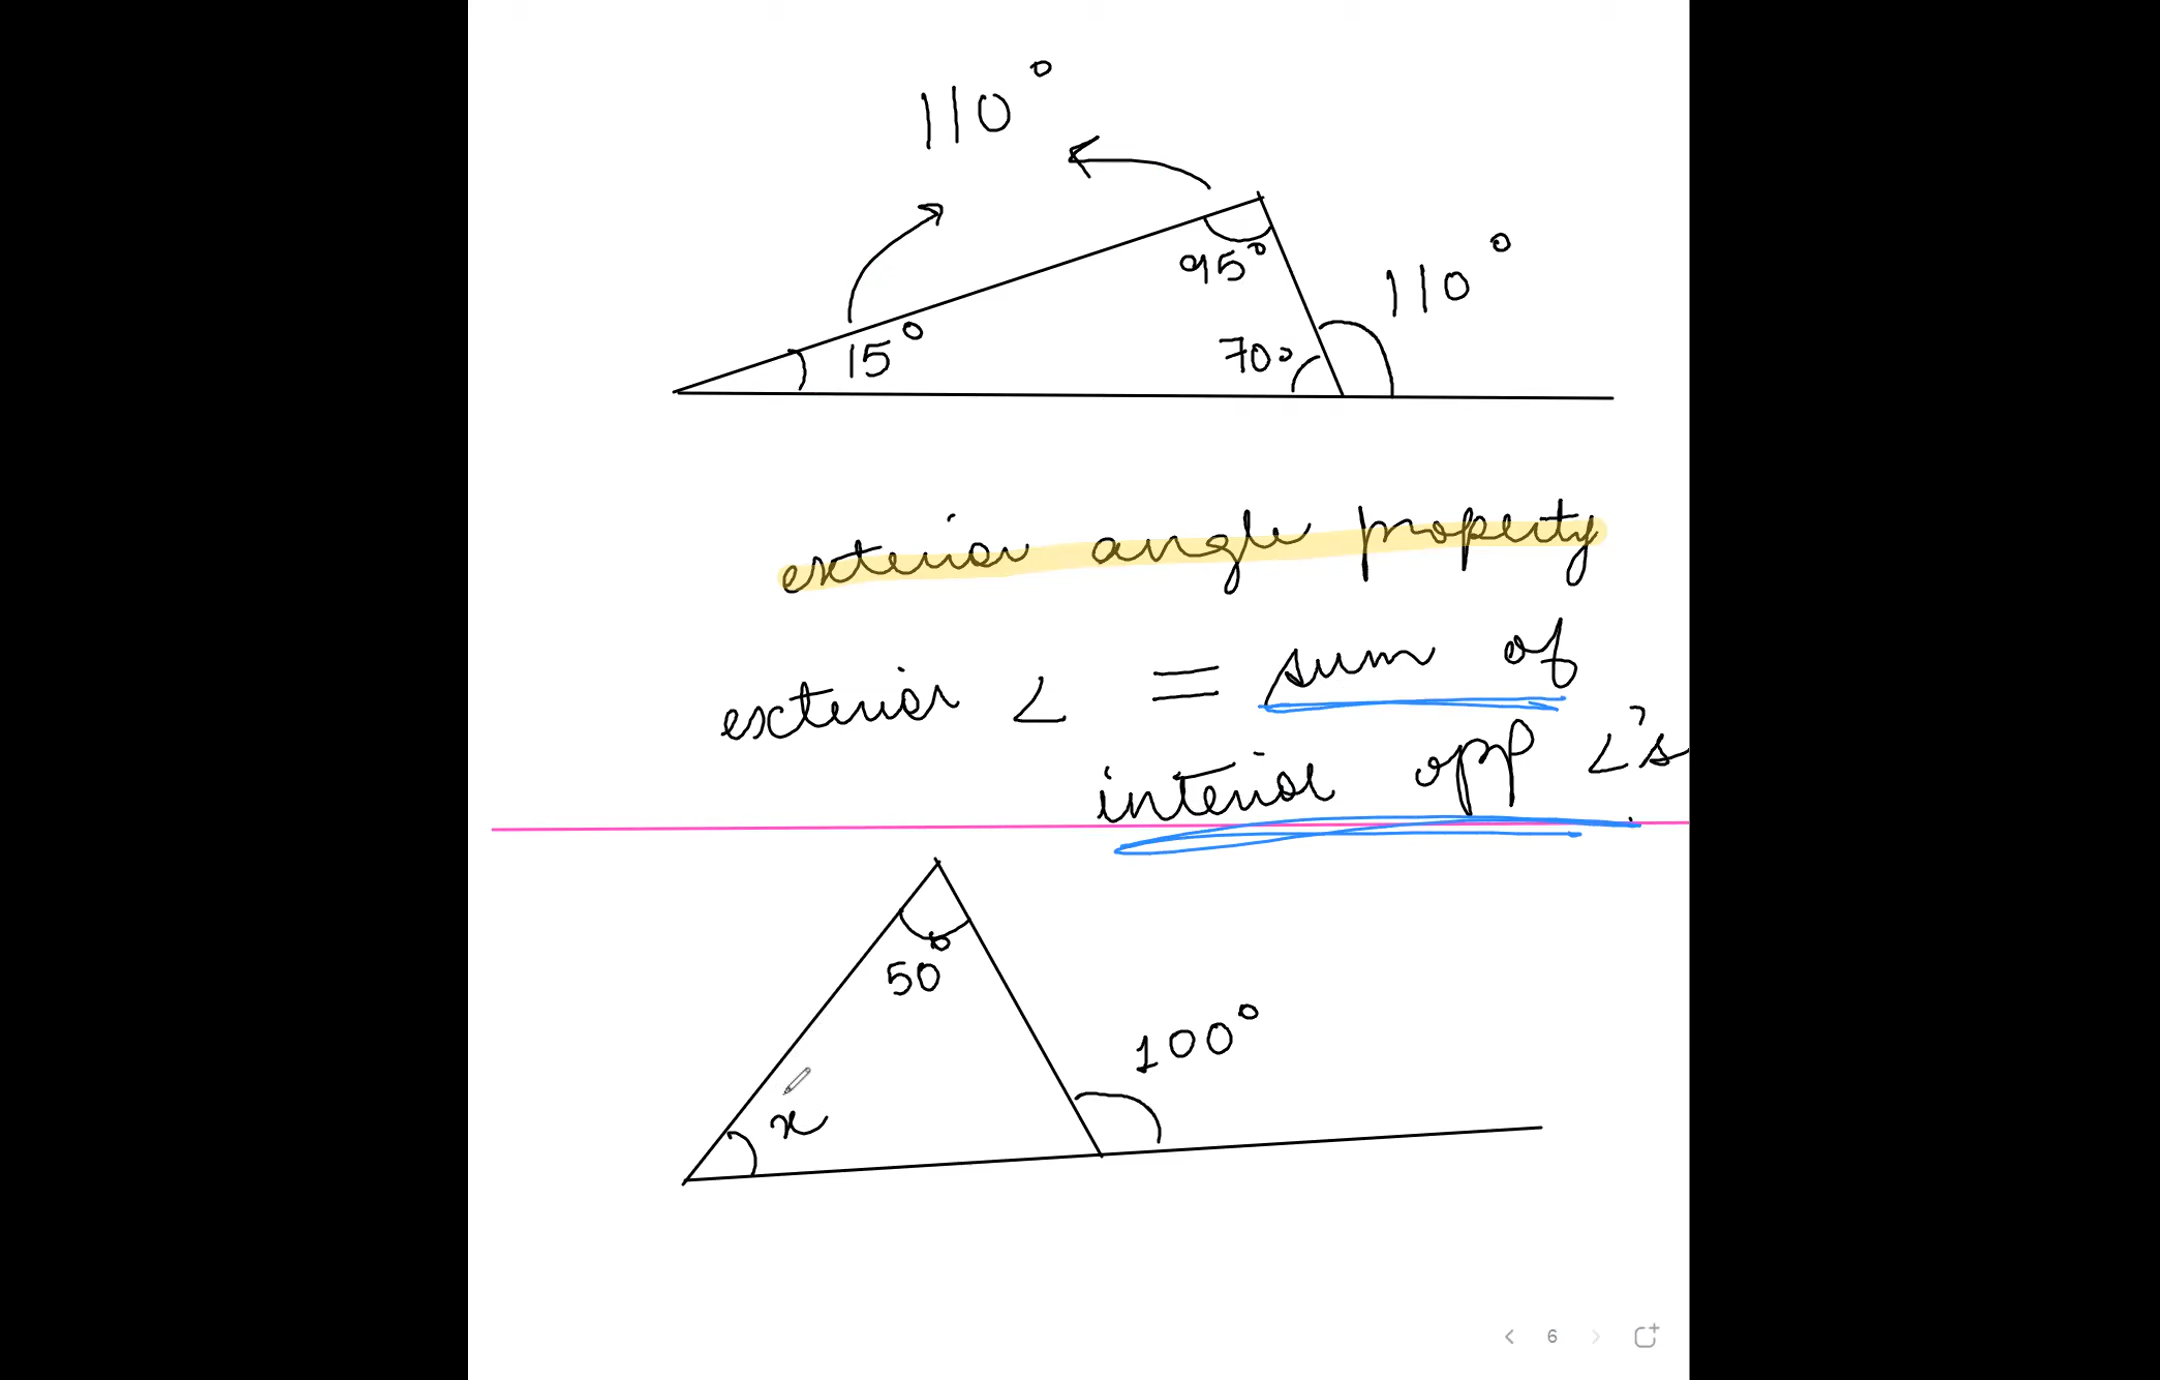 110°
95°
110°
15°
70°
exterior angle property
exterior ∠ = sum of
interior opp ∠'s
50°
100°
x
6